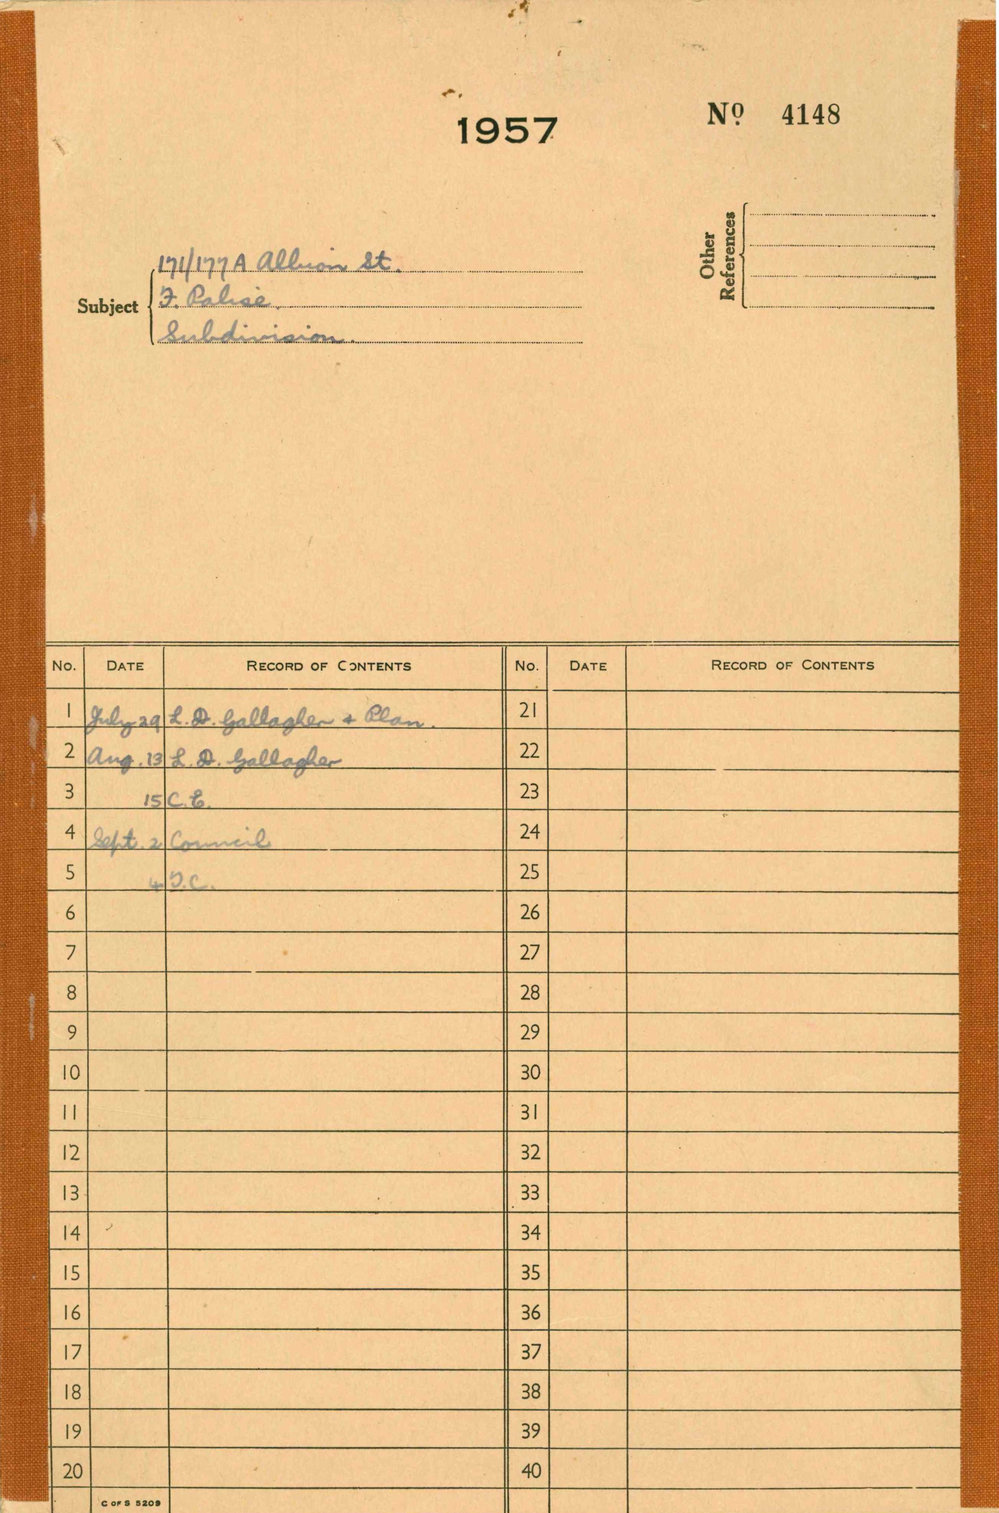 1957
No. 4148
Other References
Subject
171/177A Albion St.
F. Palise.
Subdivision.
No. DATE RECORD OF CONTENTS No. DATE RECORD OF CONTENTS
1 July 29 L. D. Gallagher + Plan. 21
2 Aug. 13 L. D. Gallagher 22
3 15 C.E. 23
4 Sept. 2 Council 24
5 4 T.C. 25
6 26
7 27
8 28
9 29
10 30
11 31
12 32
13 33
14 34
15 35
16 36
17 37
18 38
19 39
20 40
C OF S 5209